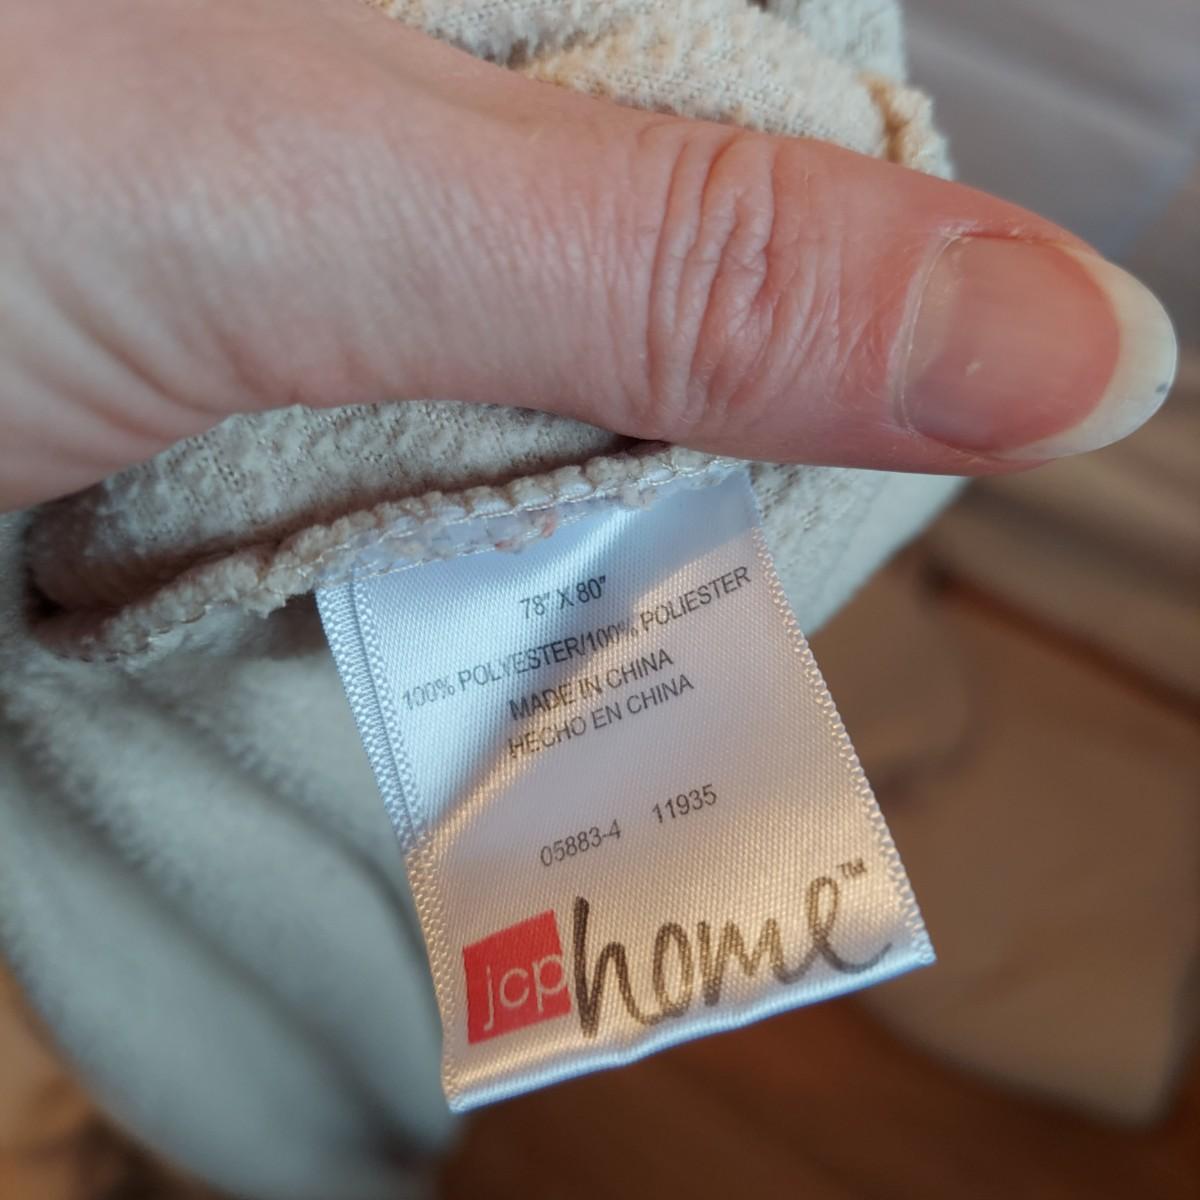 78" X 80"
100% POLYESTER/100% POLIESTER
MADE IN CHINA
HECHO EN CHINA
05883-4 11935
jcp home™